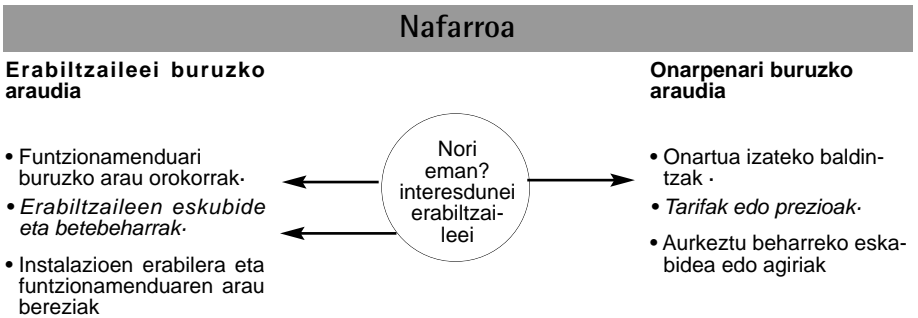 Nafarroa
Erabiltzaileei buruzko
araudia
• Funtzionamenduari
buruzko arau orokorrak·
• Erabiltzaileen eskubide
eta betebeharrak·
• Instalazioen erabilera eta
funtzionamenduaren arau
bereziak
Nori
eman?
interesdunei
erabiltzai-
leei
Onarpenari buruzko
araudia
• Onartua izateko baldin-
tzak ·
• Tarifak edo prezioak·
• Aurkeztu beharreko eska-
bidea edo agiriak